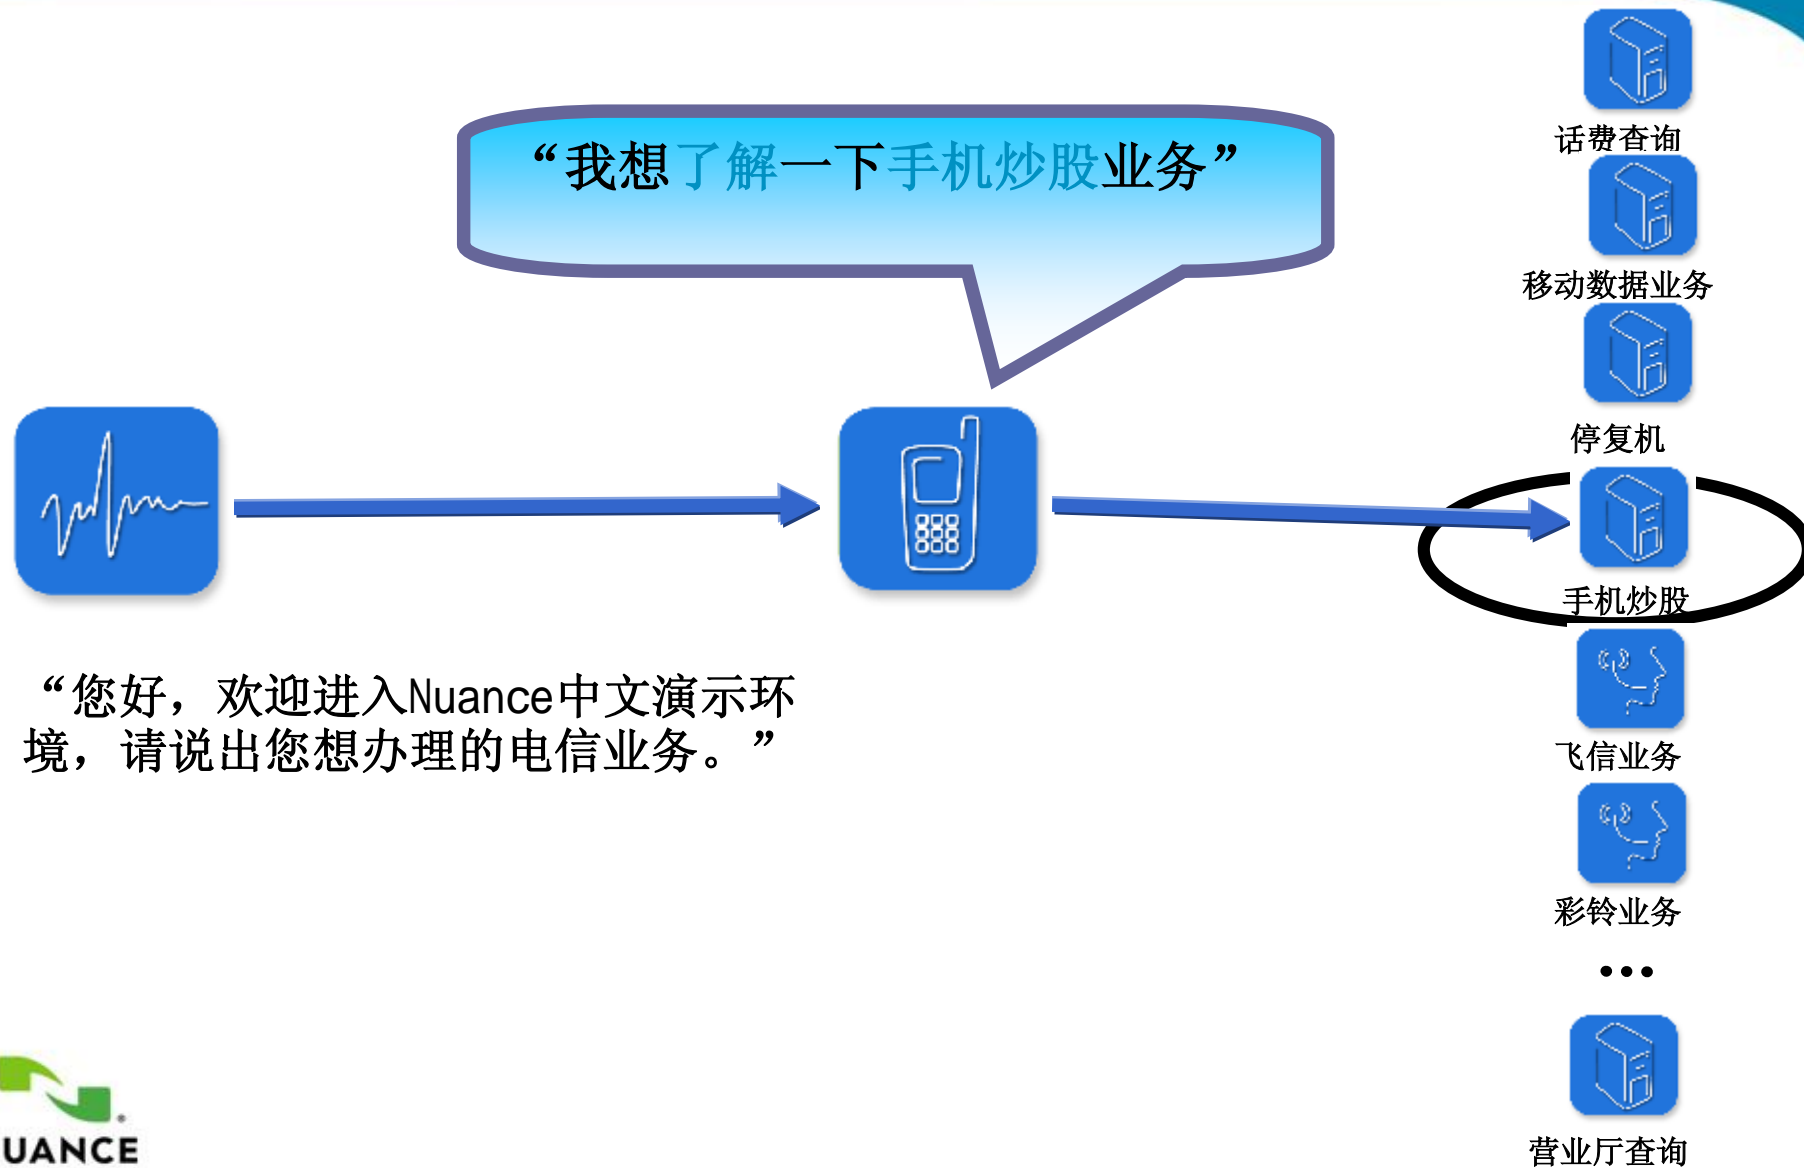 “我想了解一下手机炒股业务”
“您好，欢迎进入Nuance中文演示环
境，请说出您想办理的电信业务。”
话费查询
移动数据业务
停复机
手机炒股
飞信业务
彩铃业务
...
营业厅查询
UANCE